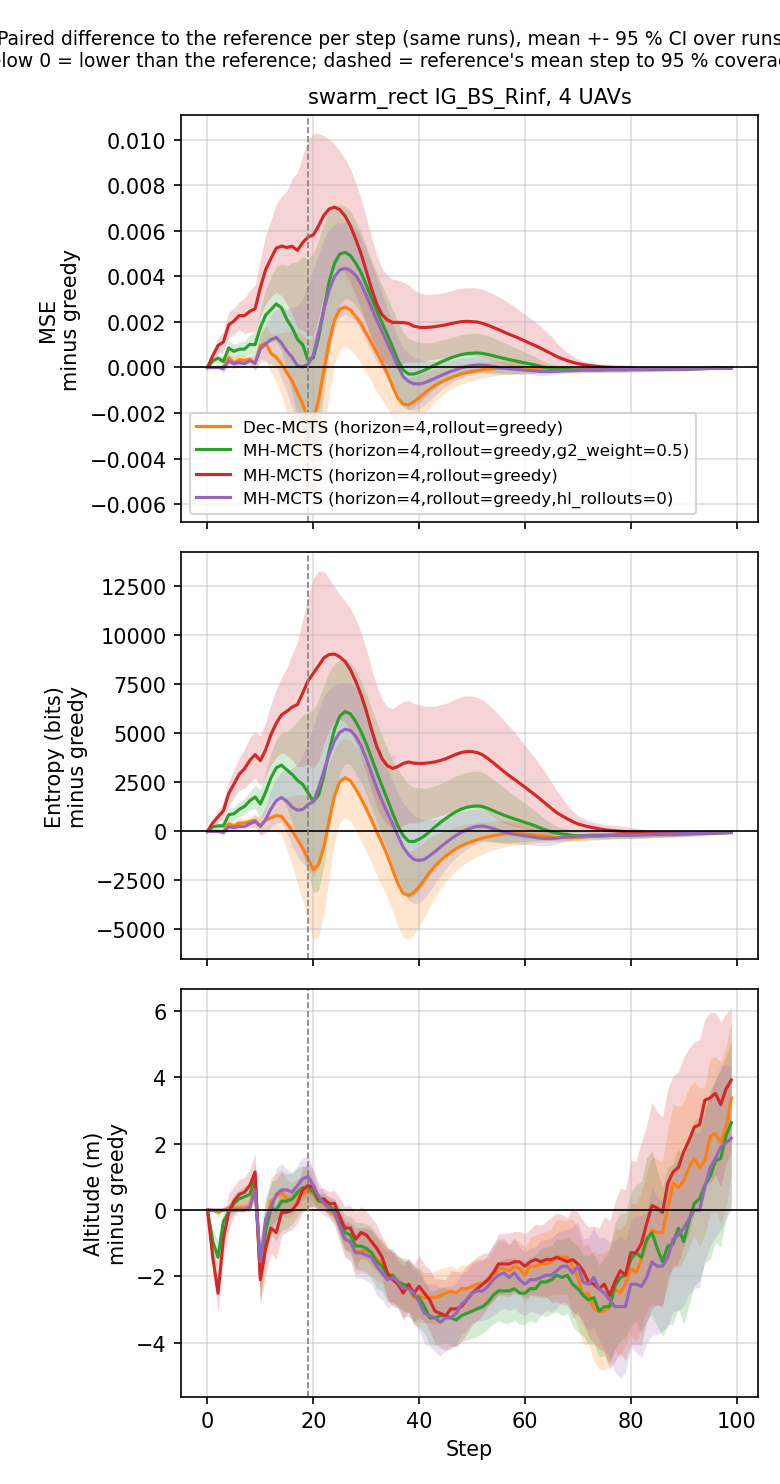 Paired difference to the reference per step (same runs), mean +- 95 % CI over runs
low 0 = lower than the reference; dashed = reference's mean step to 95 % covera
swarm_rect IG_BS_Rinf, 4 UAVs
0.010
0.008
0.006
0.004
0.002
0.000
−0.002
−0.004
−0.006
MSE
minus greedy
Dec-MCTS (horizon=4,rollout=greedy)
MH-MCTS (horizon=4,rollout=greedy,g2_weight=0.5)
MH-MCTS (horizon=4,rollout=greedy)
MH-MCTS (horizon=4,rollout=greedy,hl_rollouts=0)
12500
10000
7500
5000
2500
0
−2500
−5000
Entropy (bits)
minus greedy
6
4
2
0
−2
−4
Altitude (m)
minus greedy
0 20 40 60 80 100
Step